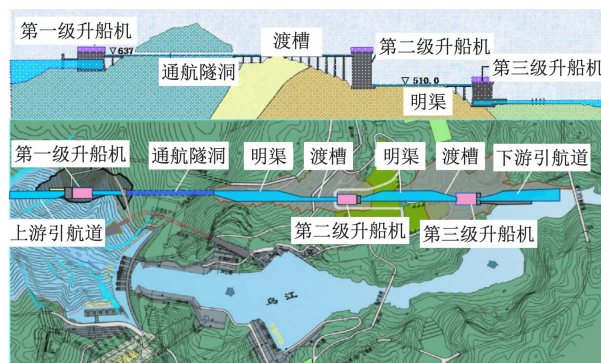 第一级升船机
▽637
渡槽
第二级升船机
通航隧洞
第三级升船机
▽ 510.0
明渠
第一级升船机
通航隧洞
明渠
渡槽
明渠
渡槽
下游引航道
上游引航道
第二级升船机
第三级升船机
乌江